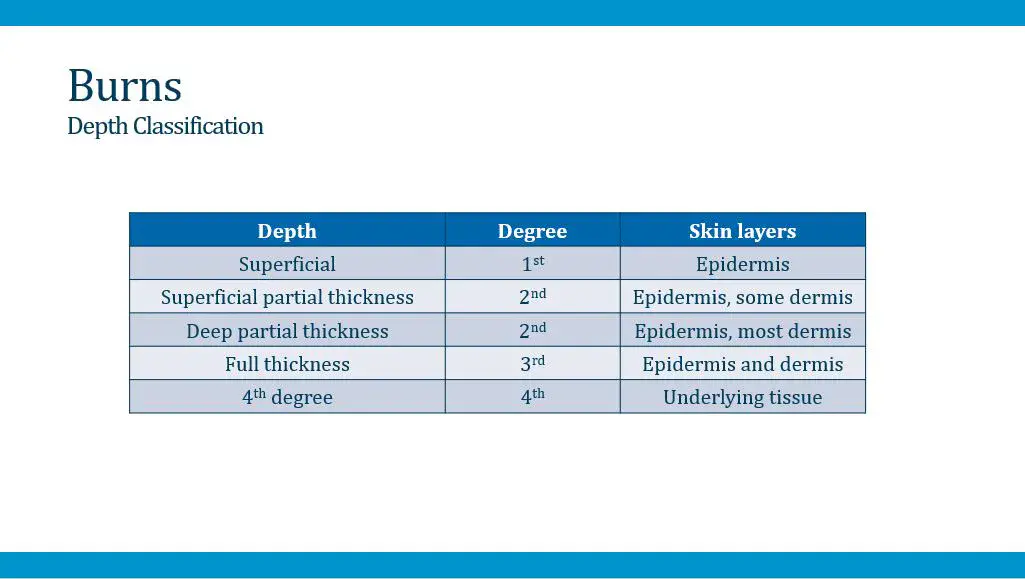 Burns
Depth Classification
Depth Degree Skin layers
Superficial 1st Epidermis
Superficial partial thickness 2nd Epidermis, some dermis
Deep partial thickness 2nd Epidermis, most dermis
Full thickness 3rd Epidermis and dermis
4th degree 4th Underlying tissue